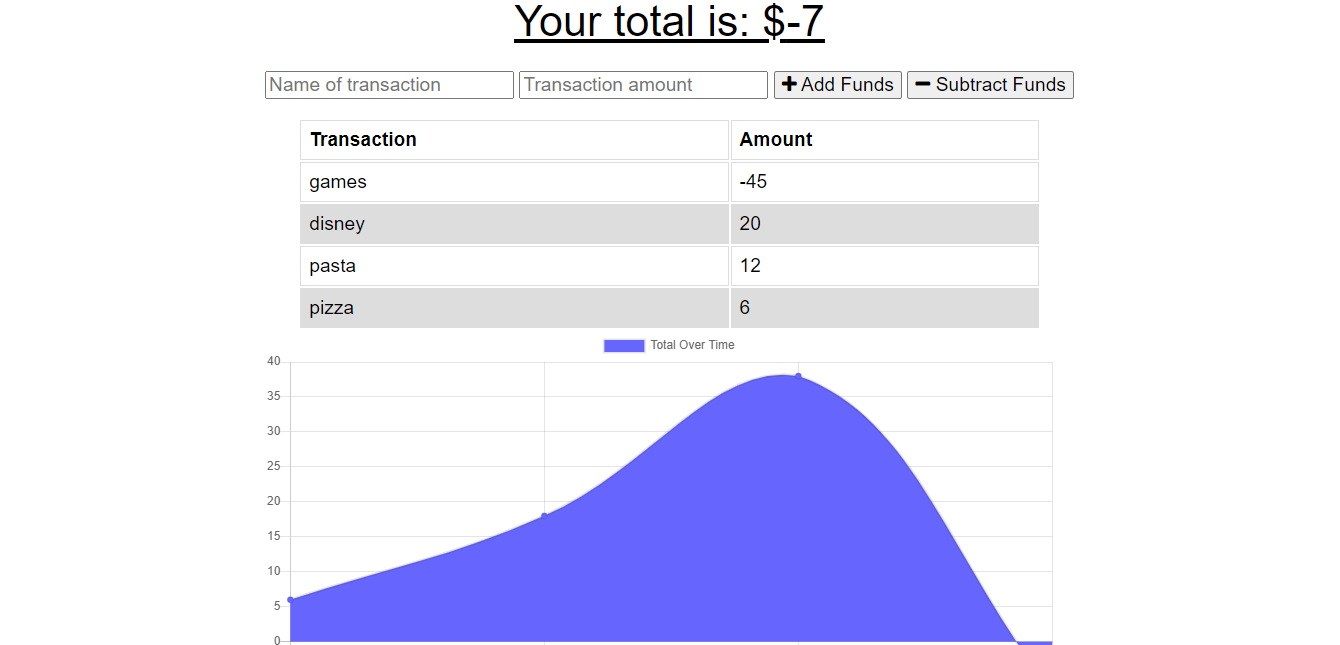 Your total is: $-7
Name of transaction Transaction amount Add Funds Subtract Funds
Transaction Amount
games -45
disney 20
pasta 12
pizza 6
Total Over Time
40
35
30
25
20
15
10
5
0